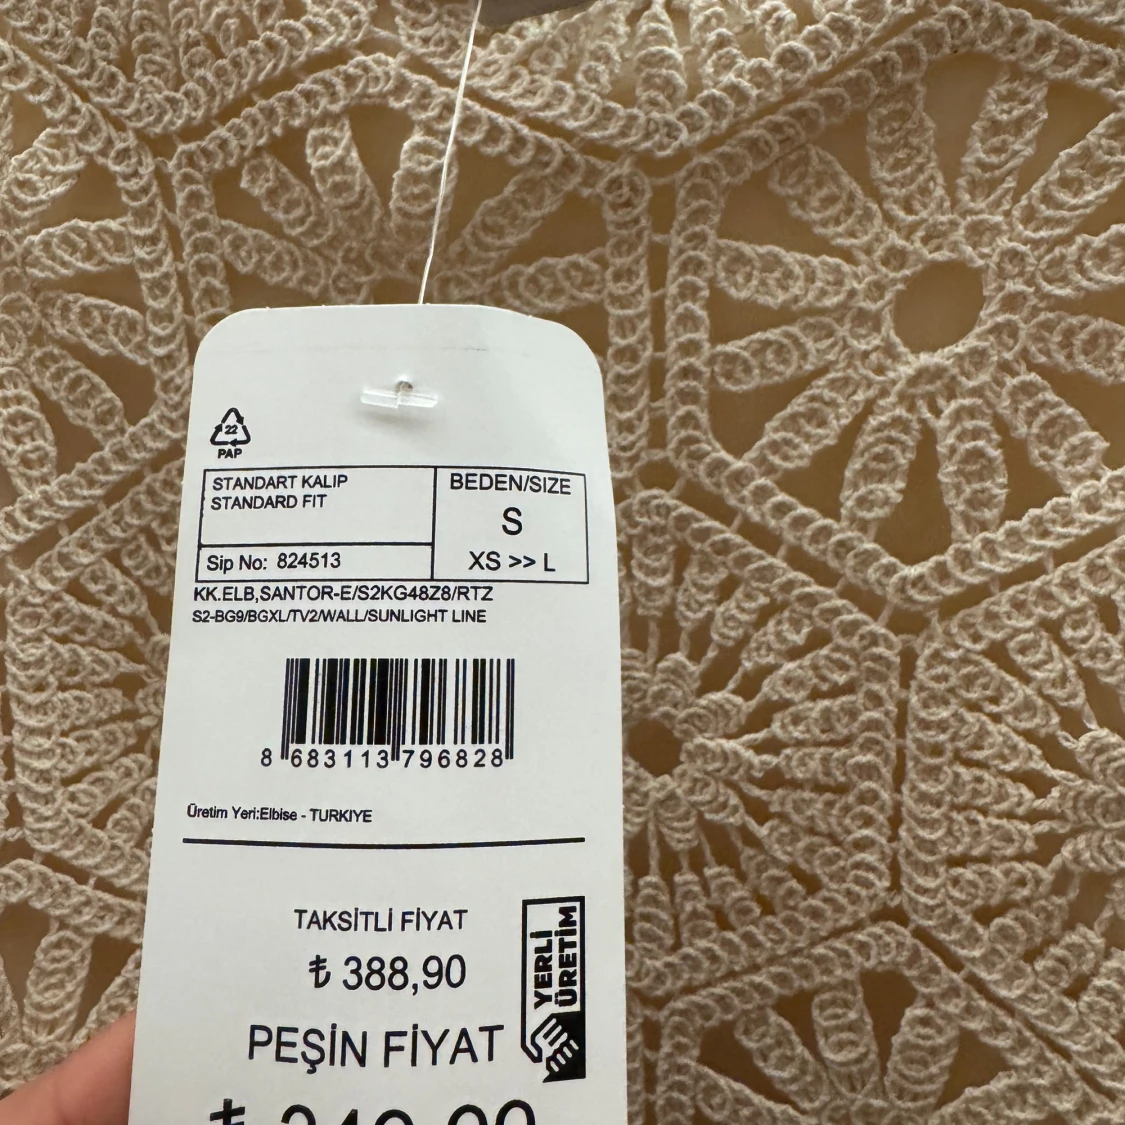 22
PAP
STANDART KALIP
STANDARD FIT
BEDEN/SIZE
S
XS >> L
Sip No: 824513
KK.ELB,SANTOR-E/S2KG48Z8/RTZ
S2-BG9/BGXL/TV2/WALL/SUNLIGHT LINE
8 683113 796828
Üretim Yeri:Elbise - TURKIYE
TAKSİTLİ FİYAT
₺ 388,90
YERLİ
ÜRETİM
PEŞİN FİYAT